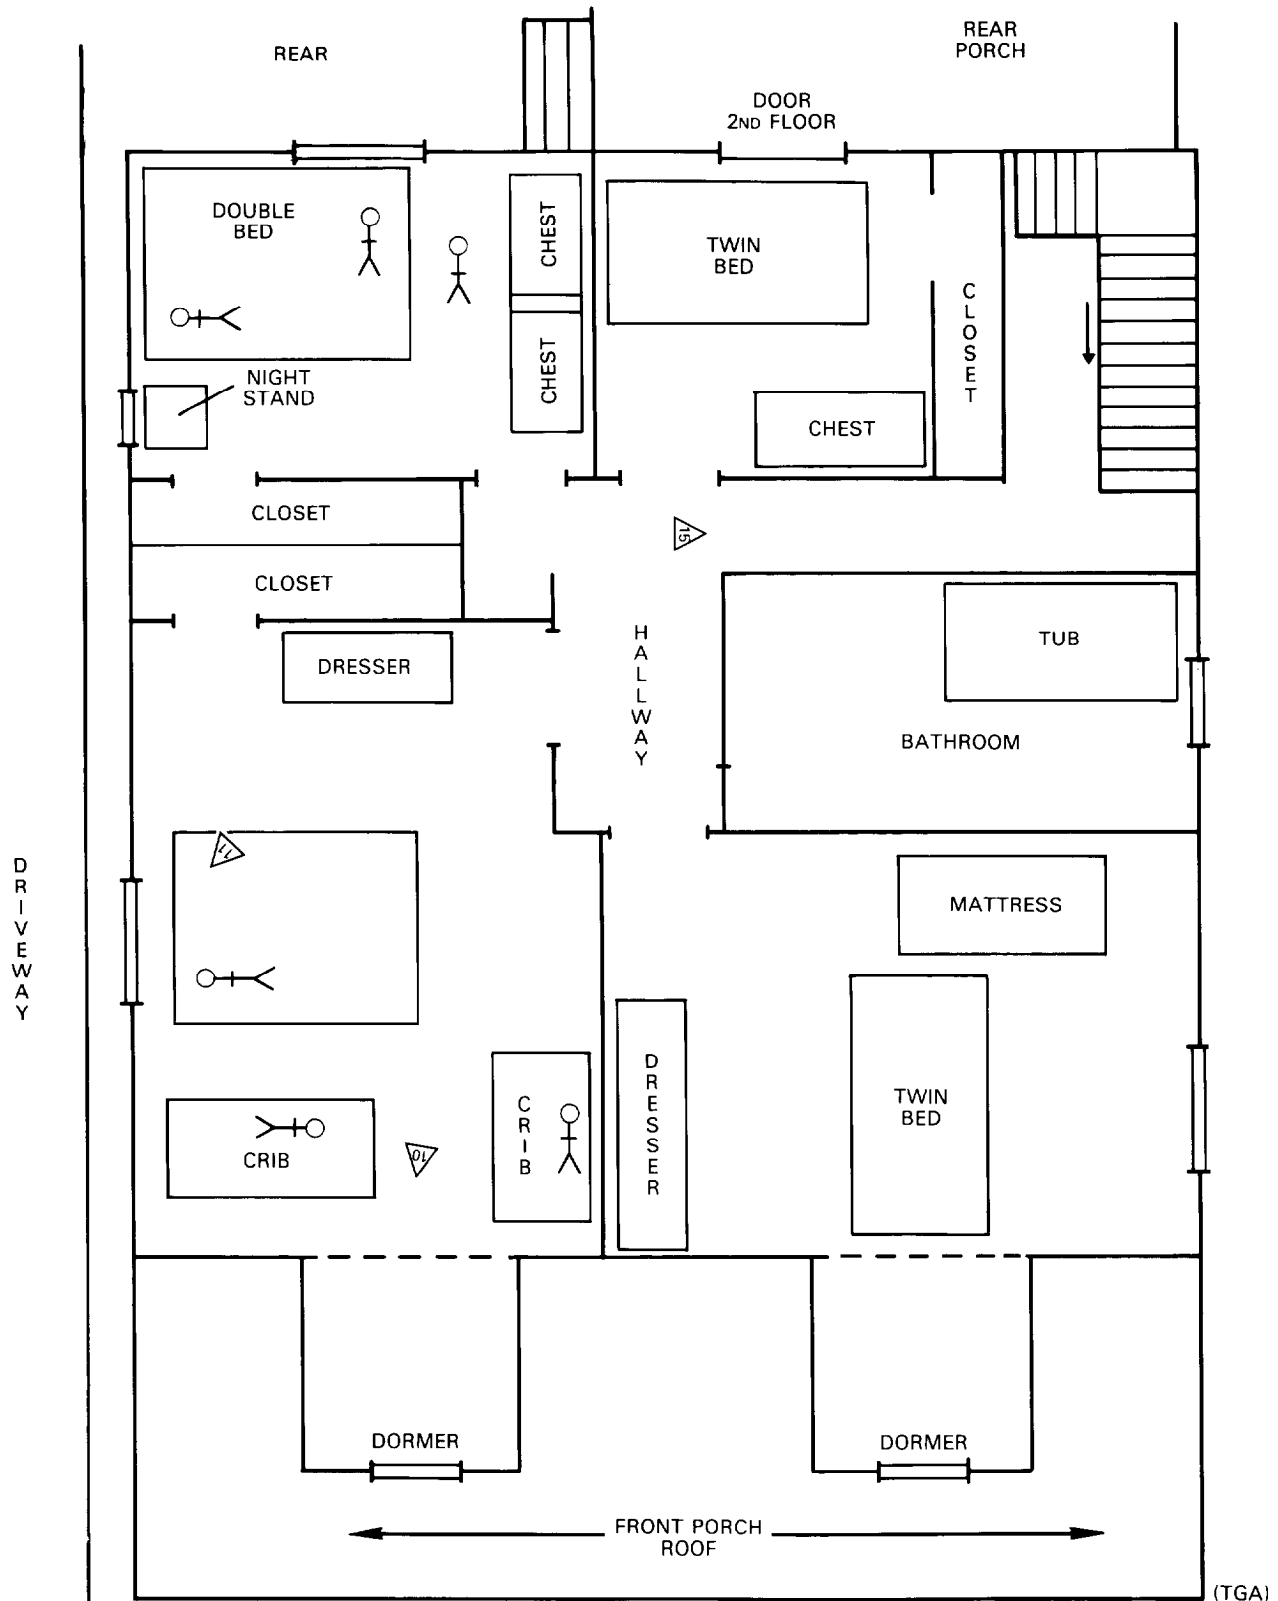 REAR
REAR
PORCH
DOOR
2ND FLOOR
DOUBLE
BED
CHEST
TWIN
BED
CLOSET
NIGHT
STAND
CHEST
CHEST
CLOSET
15
CLOSET
HALLWAY
TUB
DRESSER
BATHROOM
11
DRIVEWAY
MATTRESS
DRESSER
CRIB
TWIN
BED
CRIB
10
DORMER
DORMER
FRONT PORCH
ROOF
(TGA)